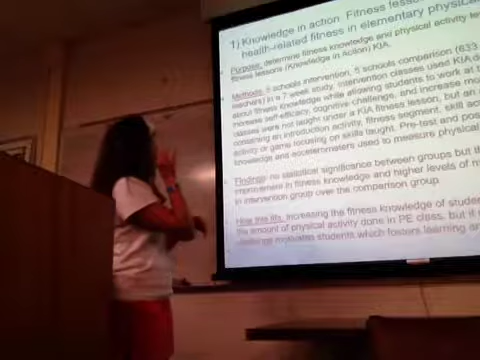 1) Knowledge in action Fitness lesso
health-related fitness in elementary physical
Purpose: determine fitness knowledge and physical activity le
fitness lessons (Knowledge in Action) KIA.
Methods: 5 schools intervention, 5 schools comparison (633
teachers) in a 7 week study, intervention classes used KIA
about fitness knowledge while allowing students to work at
increase self-efficacy, cognitive challenge, and increase
classes were not taught under a KIA fitness lesson, but
containing an introduction activity, fitness segment, skill
activity or game focusing on skills taught. Pre-test and pos
knowledge and accelerometers used to measure physical
Findings: no statistical significance between groups but
improvement in fitness knowledge and higher levels of
in intervention group over the comparison group.
How this fits: Increasing the fitness knowledge of stude
the amount of physical activity done in PE class, but if
challenge motivates students which fosters learning